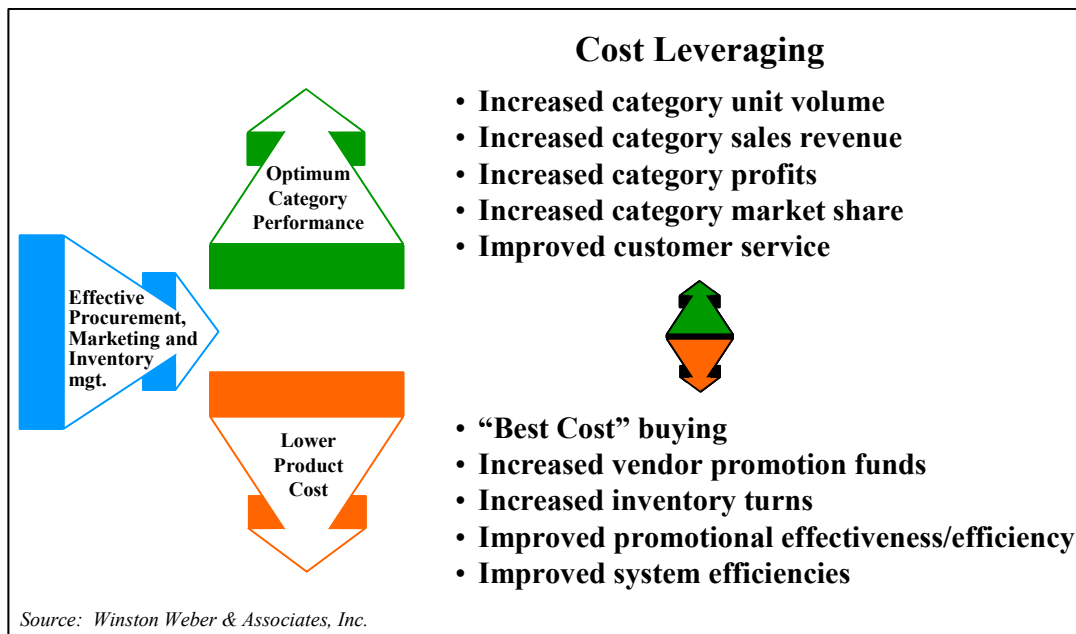 Cost Leveraging
• Increased category unit volume
• Increased category sales revenue
• Increased category profits
• Increased category market share
• Improved customer service
Optimum
Category
Performance
Effective
Procurement,
Marketing and
Inventory
mgt.
Lower
Product
Cost
• “Best Cost” buying
• Increased vendor promotion funds
• Increased inventory turns
• Improved promotional effectiveness/efficiency
• Improved system efficiencies
Source: Winston Weber & Associates, Inc.